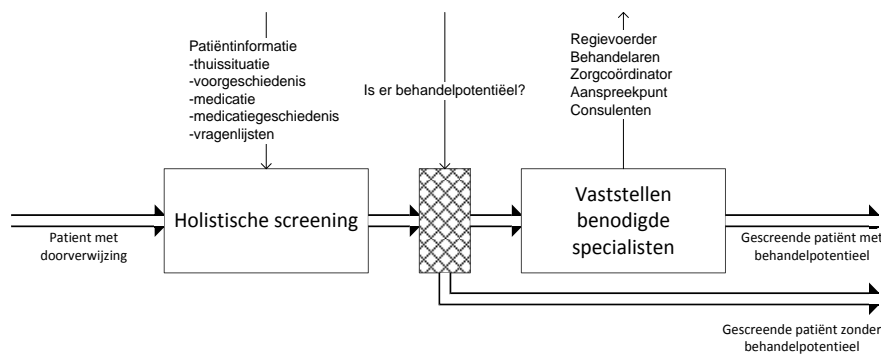 Patiëntinformatie
-thuissituatie
-voorgeschiedenis
-medicatie
-medicatiegeschiedenis
-vragenlijsten
Is er behandelpotentiëel?
Regievoerder
Behandelaren
Zorgcoördinator
Aanspreekpunt
Consulenten
Holistische screening
Vaststellen
benodigde
specialisten
Patient met
doorverwijzing
Gescreende patiënt met
behandelpotentieel
Gescreende patiënt zonder
behandelpotentieel